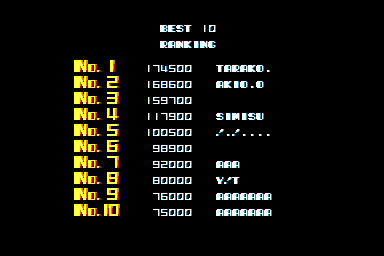 BEST 10
RANKING
No. 1 174500 TARAKO.
No. 2 168600 AKIO.O
No. 3 159700
No. 4 117900 SIMISU
No. 5 100500 ./../....
No. 6 98900
No. 7 92000 AAA
No. 8 80000 Y./T
No. 9 76000 AAAAAAA
No.10 75000 AAAAAAA